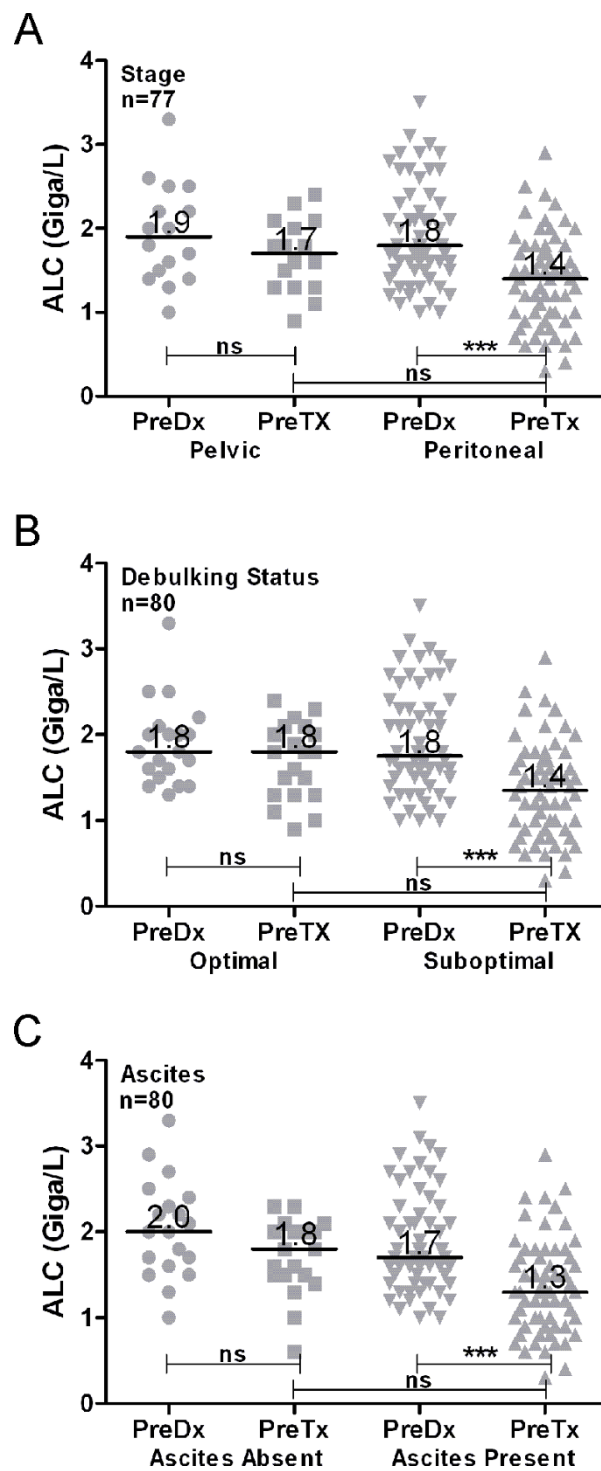 A
4
Stage
n=77
3
ALC (Giga/L)
2
1.9
1.7
1.8
1.4
1
ns
***
ns
0
PreDx PreTX PreDx PreTx
Pelvic Peritoneal
B
4
Debulking Status
n=80
3
ALC (Giga/L)
2
1.8
1.8
1.8
1.4
1
ns
***
ns
0
PreDx PreTX PreDx PreTX
Optimal Suboptimal
C
4
Ascites
n=80
3
ALC (Giga/L)
2
2.0
1.8
1.7
1.3
1
ns
***
ns
0
PreDx PreTx PreDx PreTx
Ascites Absent Ascites Present